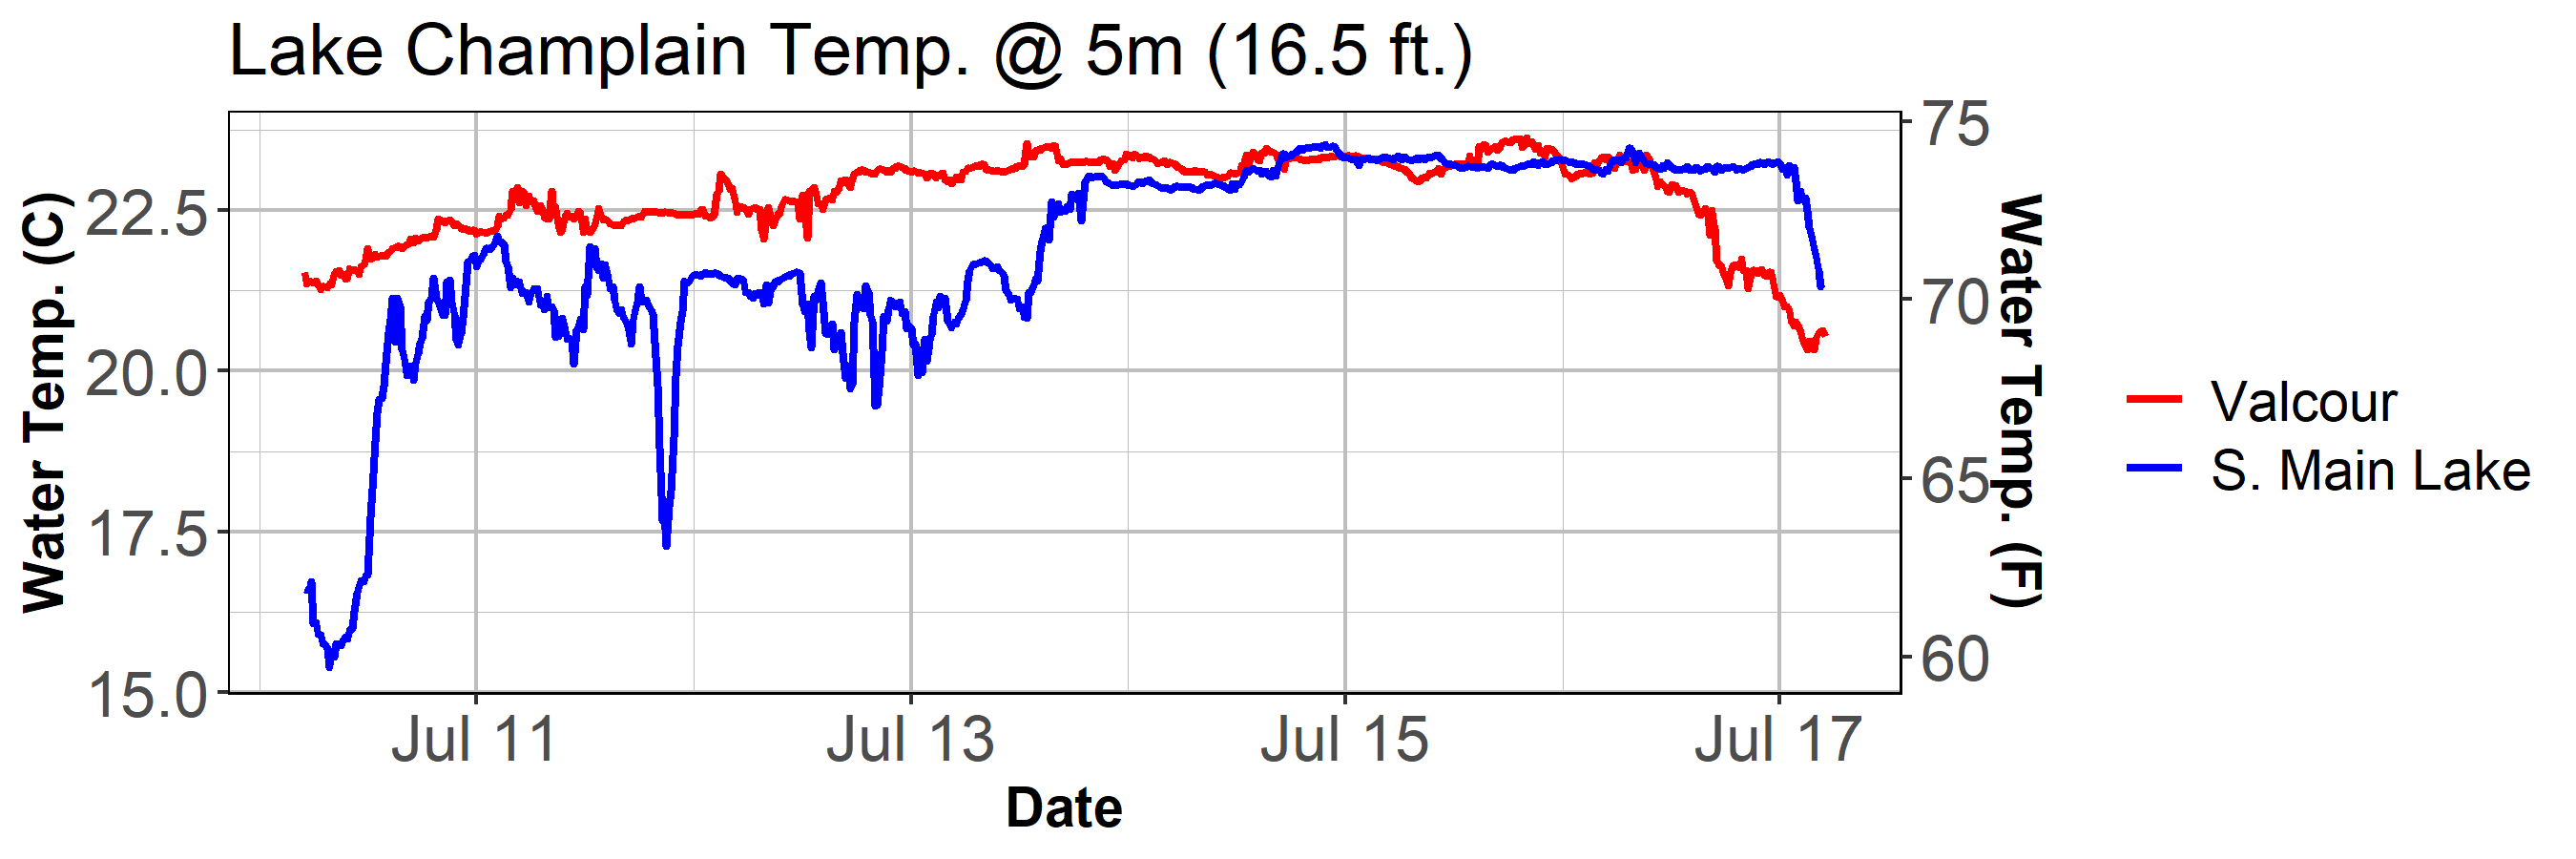 Lake Champlain Temp. @ 5m (16.5 ft.)
Water Temp. (C)
22.5
20.0
17.5
15.0
75
70
65
60
Water Temp. (F)
Jul 11
Jul 13
Jul 15
Jul 17
Date
Valcour
S. Main Lake